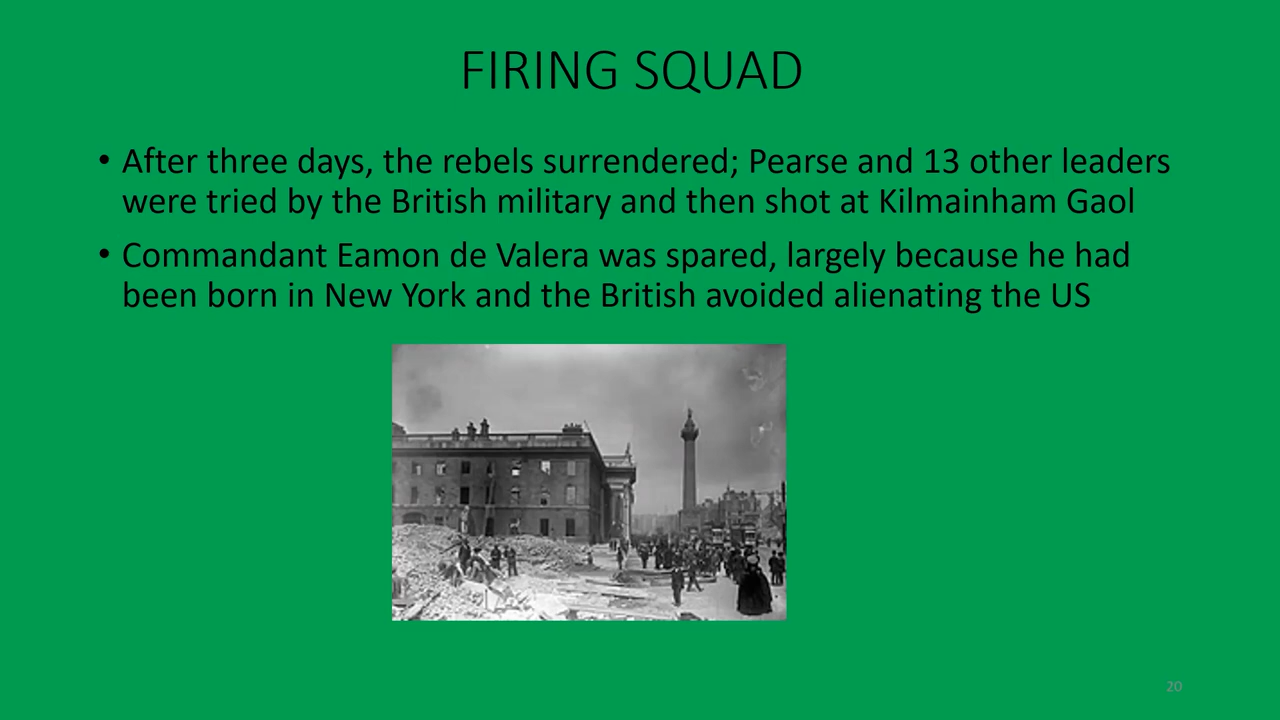 FIRING SQUAD
• After three days, the rebels surrendered; Pearse and 13 other leaders
were tried by the British military and then shot at Kilmainham Gaol
• Commandant Eamon de Valera was spared, largely because he had
been born in New York and the British avoided alienating the US
20